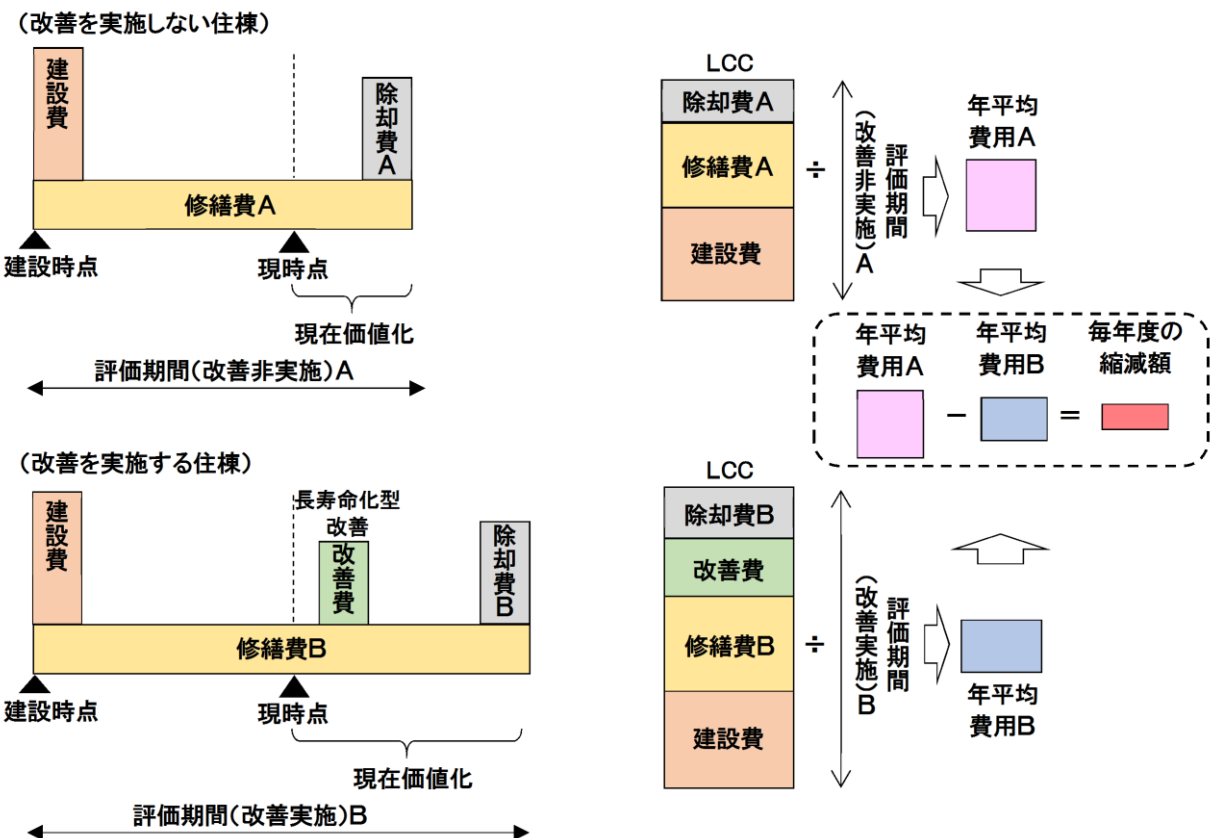 (改善を実施しない住棟)
建設費
除却費A
修繕費A
建設時点
現時点
現在価値化
評価期間(改善非実施)A
LCC
除却費A
修繕費A
建設費
÷
評価期間
(改善非実施)A
年平均
費用A
年平均
費用A
−
年平均
費用B
=
毎年度の
縮減額
(改善を実施する住棟)
建設費
長寿命化型
改善
改善費
除却費B
修繕費B
建設時点
現時点
現在価値化
評価期間(改善実施)B
LCC
除却費B
改善費
修繕費B
建設費
÷
評価期間
(改善実施)B
年平均
費用B